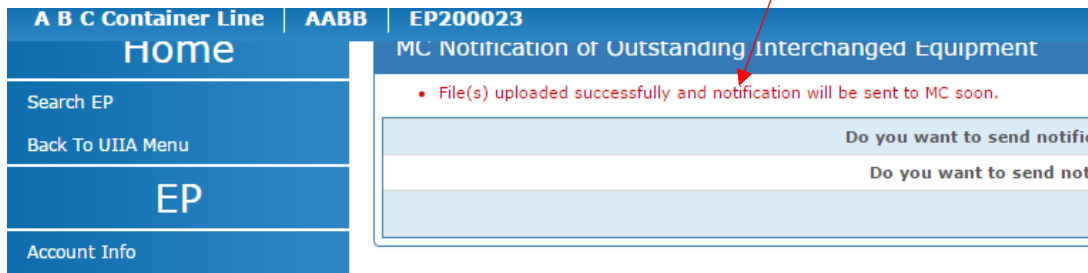 A B C Container Line AABB EP200023
Home
MC Notification of Outstanding Interchanged Equipment
Search EP
• File(s) uploaded successfully and notification will be sent to MC soon.
Back To UIIA Menu
Do you want to send notific
Do you want to send not
EP
Account Info